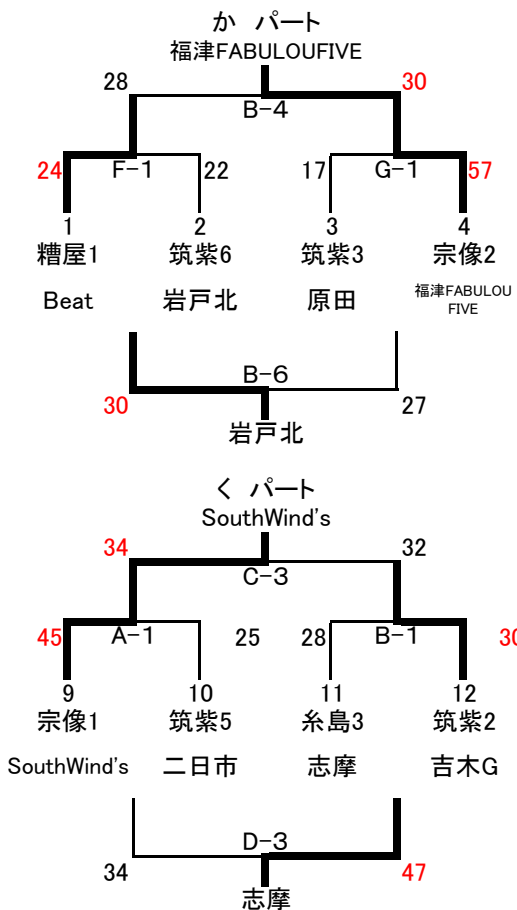 か パート
福津FABULOUFIVE
28 30
B-4
24 F-1 22 17 G-1 57
1 2 3 4
糟屋1 筑紫6 筑紫3 宗像2
Beat 岩戸北 原田 福津FABULOU
FIVE
B-6
30 27
岩戸北
く パート
SouthWind's
34 32
C-3
45 A-1 25 28 B-1 30
9 10 11 12
宗像1 筑紫5 糸島3 筑紫2
SouthWind's 二日市 志摩 吉木G
D-3
34 47
志摩